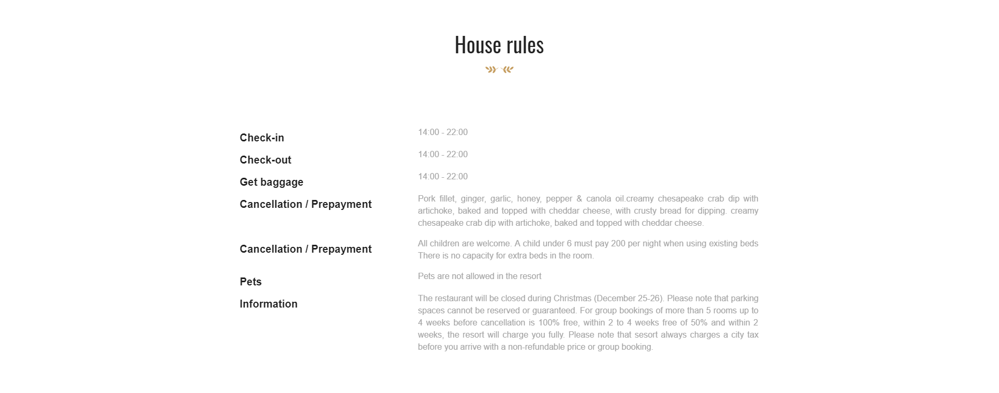 House rules
Check-in
14:00 - 22:00
Check-out
14:00 - 22:00
Get baggage
14:00 - 22:00
Cancellation / Prepayment
Pork fillet, ginger, garlic, honey, pepper & canola oil.creamy chesapeake crab dip with
artichoke, baked and topped with cheddar cheese, with crusty bread for dipping. creamy
chesapeake crab dip with artichoke, baked and topped with cheddar cheese.
Cancellation / Prepayment
All children are welcome. A child under 6 must pay 200 per night when using existing beds
There is no capacity for extra beds in the room.
Pets
Pets are not allowed in the resort
Information
The restaurant will be closed during Christmas (December 25-26). Please note that parking
spaces cannot be reserved or guaranteed. For group bookings of more than 5 rooms up to
4 weeks before cancellation is 100% free, within 2 to 4 weeks free of 50% and within 2
weeks, the resort will charge you fully. Please note that sesort always charges a city tax
before you arrive with a non-refundable price or group booking.